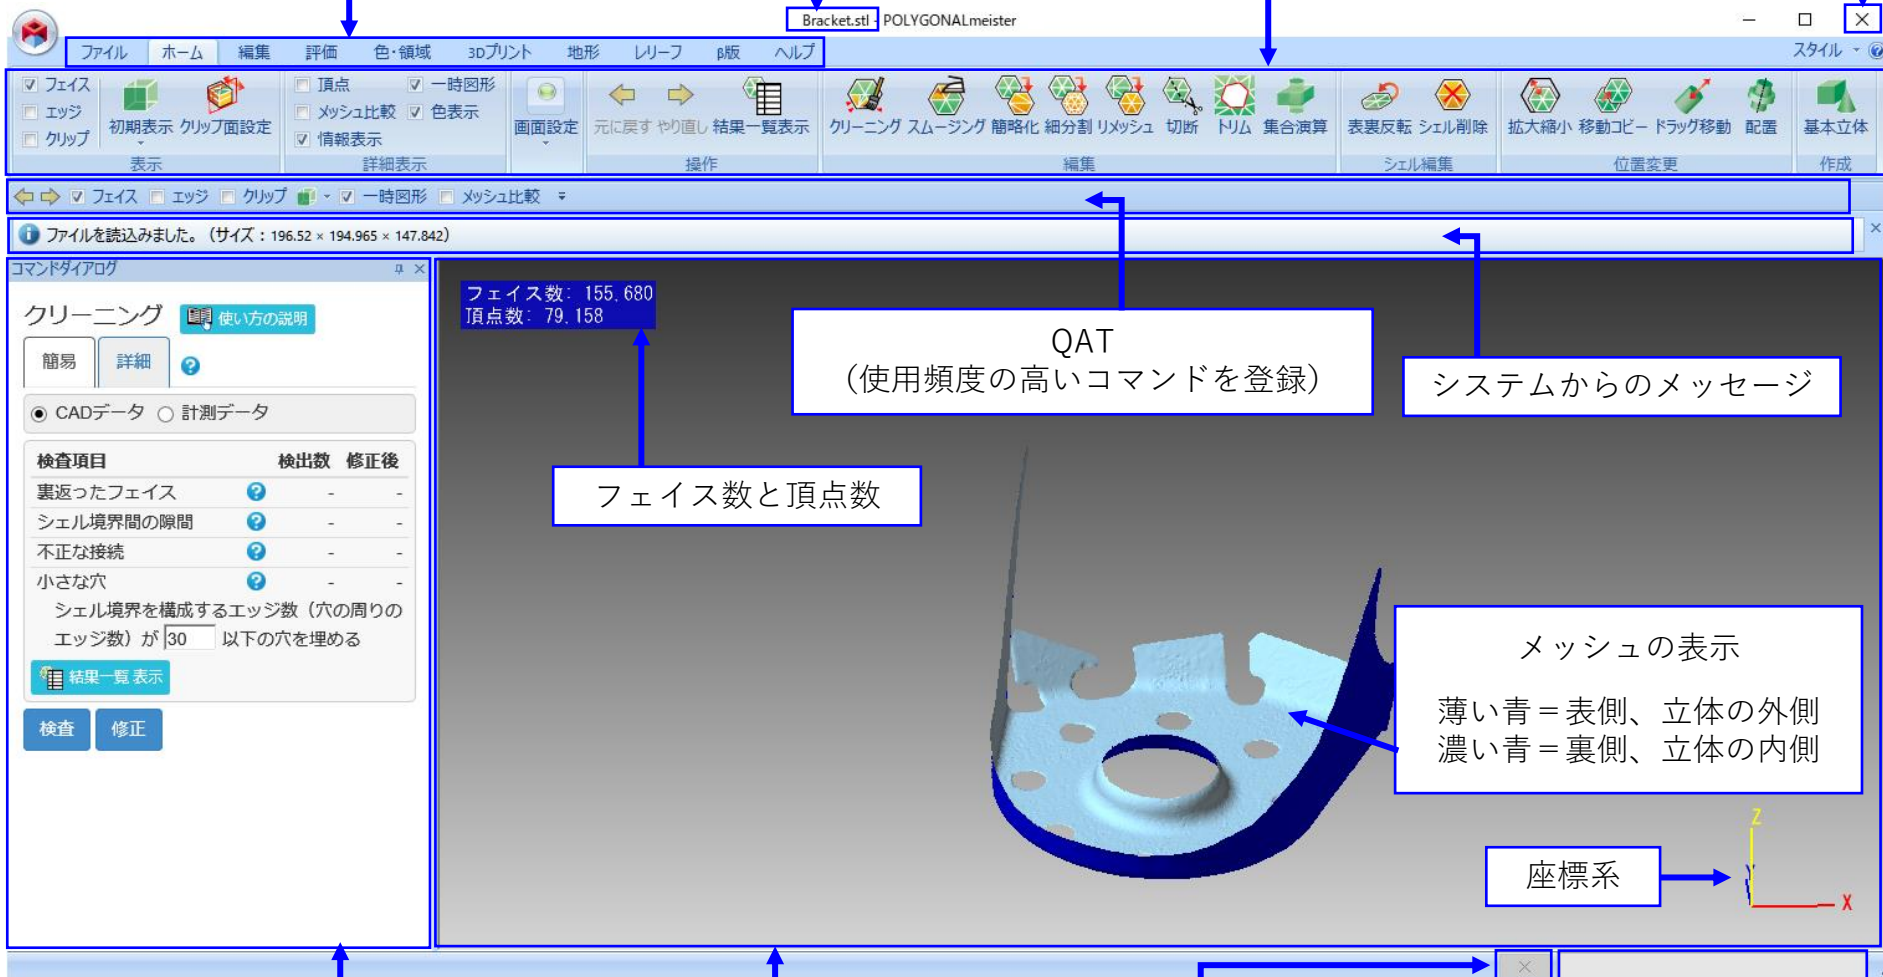 Bracket.stl - POLYGONALmeister
ファイル ホーム 編集 評価 色・領域 3Dプリント 地形 レリーフ β版 ヘルプ
スタイル
フェイス
エッジ
クリップ
初期表示 クリップ面設定
表示
頂点 一時図形
メッシュ比較 色表示
情報表示
詳細表示
画面設定
元に戻す やり直し 結果一覧表示
操作
クリーニング スムージング 簡略化 細分割 リメッシュ 切断 トリム 集合演算
編集
表裏反転 シェル削除
シェル編集
拡大縮小 移動コピー ドラッグ移動 配置
位置変更
基本立体
作成
フェイス エッジ クリップ 一時図形 メッシュ比較
ファイルを読込みました。(サイズ : 196.52 × 194.965 × 147.842)
コマンドダイアログ
クリーニング 使い方の説明
簡易 詳細
CADデータ 計測データ
検査項目 検出数 修正後
裏返ったフェイス - -
シェル境界間の隙間 - -
不正な接続 - -
小さな穴 - -
シェル境界を構成するエッジ数(穴の周りの
エッジ数)が 30 以下の穴を埋める
結果一覧 表示
検査 修正
フェイス数: 155,680
頂点数: 79,158
QAT
(使用頻度の高いコマンドを登録)
システムからのメッセージ
フェイス数と頂点数
メッシュの表示
薄い青=表側、立体の外側
濃い青=裏側、立体の内側
座標系
Z
Y
X